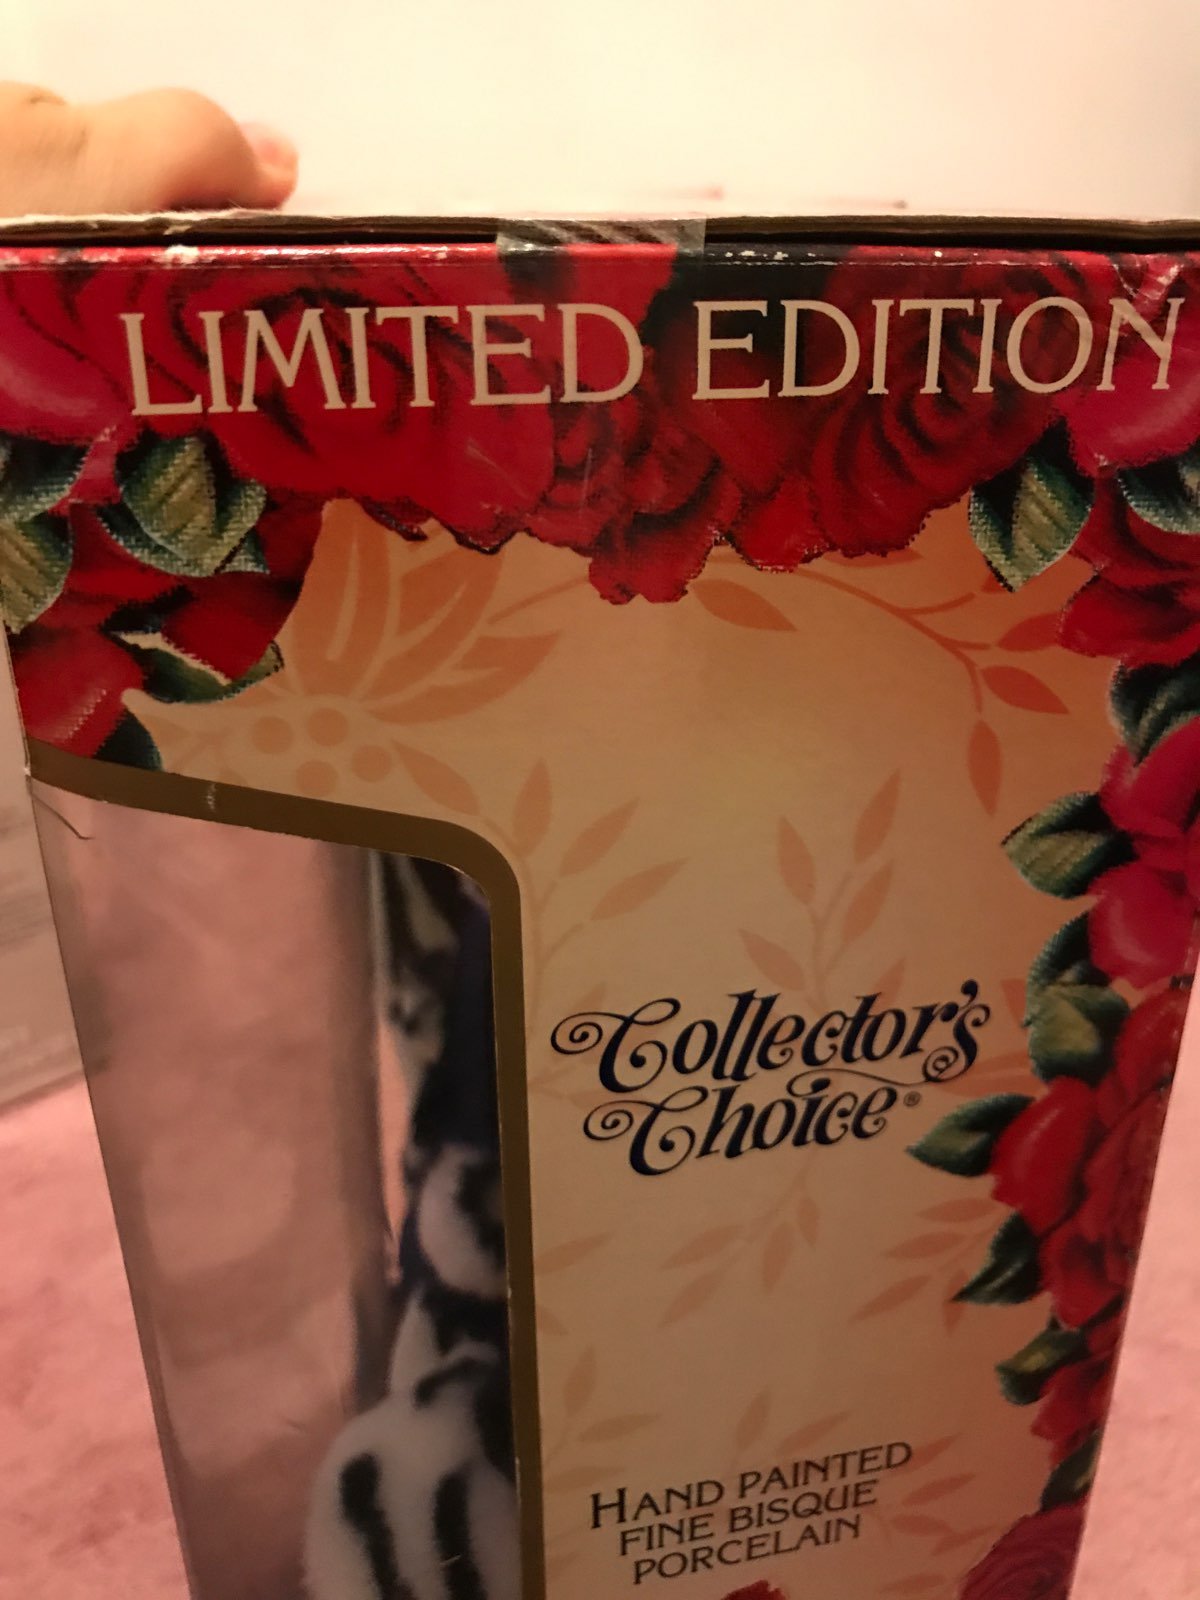 LIMITED EDITION
Collector's
Choice®
HAND PAINTED
FINE BISQUE
PORCELAIN